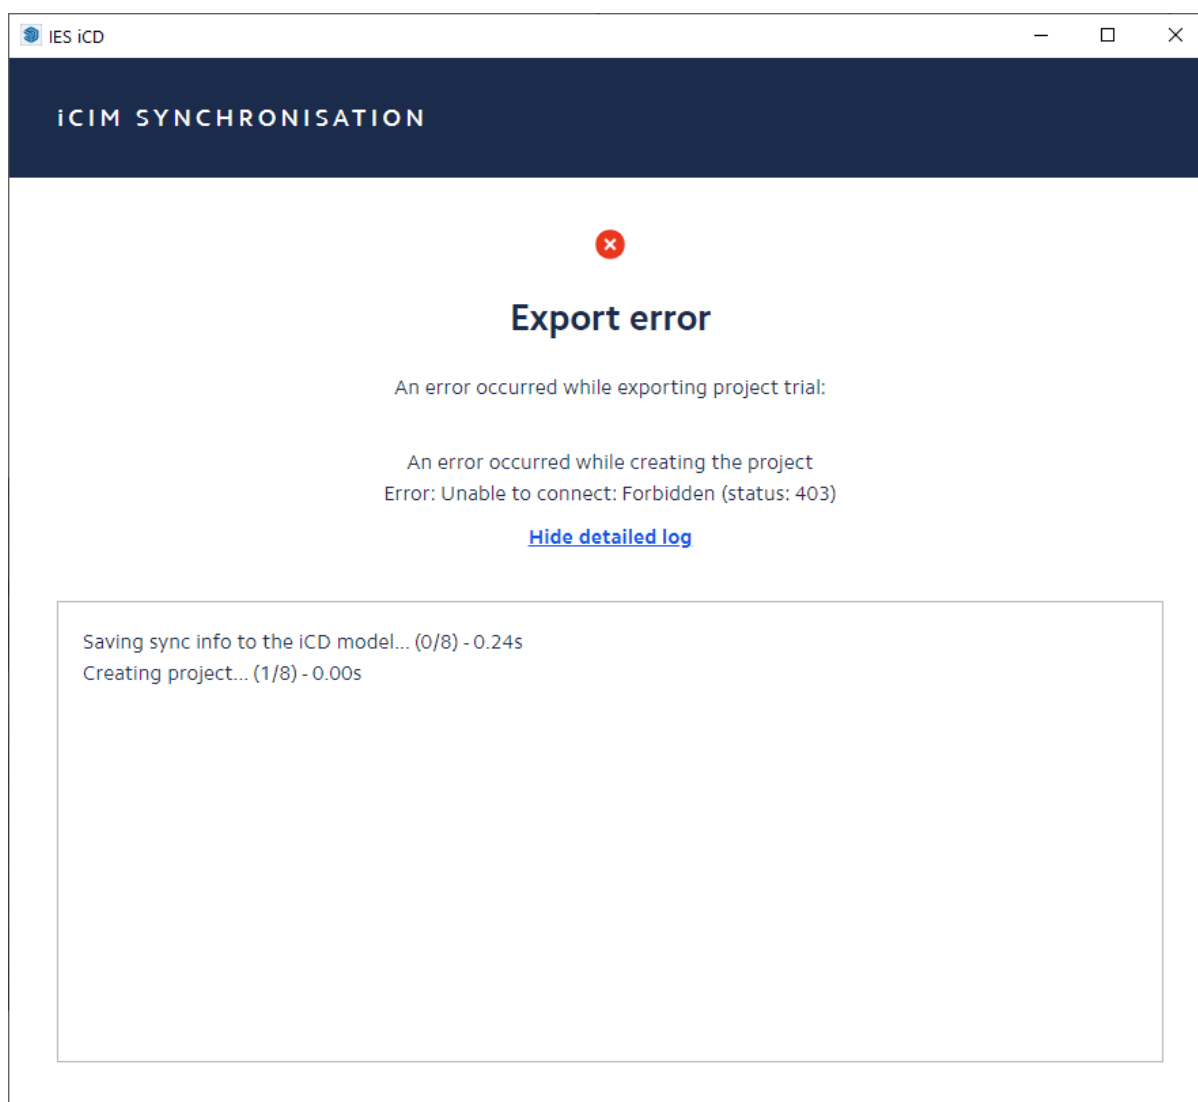 IES iCD
iCIM SYNCHRONISATION
Export error
An error occurred while exporting project trial:
An error occurred while creating the project
Error: Unable to connect: Forbidden (status: 403)
Hide detailed log
Saving sync info to the iCD model... (0/8) - 0.24s
Creating project... (1/8) - 0.00s